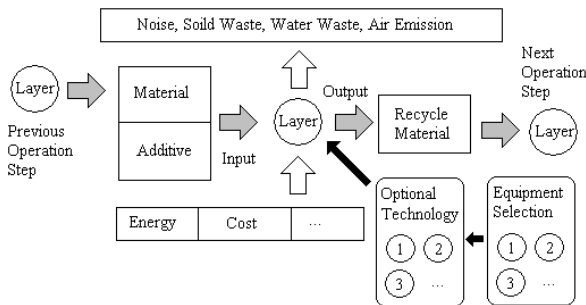 Noise, Soild Waste, Water Waste, Air Emission
Layer
Previous
Operation
Step
Material
Additive
Input
Layer
Output
Recycle
Material
Next
Operation
Step
Layer
Energy
Cost
...
Optional
Technology
1
2
3
...
Equipment
Selection
1
2
3
...